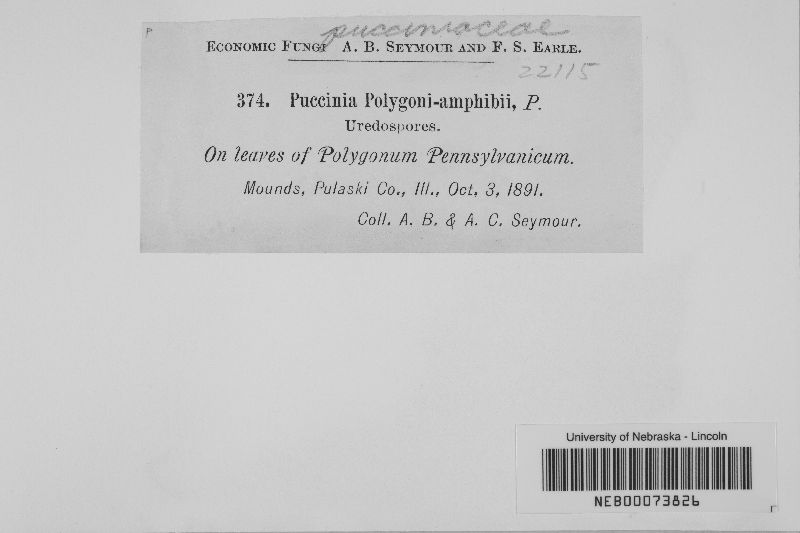 pucciniaceae
P
ECONOMIC FUNGI A. B. SEYMOUR AND F. S. EARLE.
22115
374. Puccinia Polygoni-amphibii, P.
Uredospores.
On leaves of Polygonum Pennsylvanicum.
Mounds, Pulaski Co., Ill., Oct, 3, 1891.
Coll. A. B. & A. C. Seymour.
University of Nebraska - Lincoln
NEB00073826